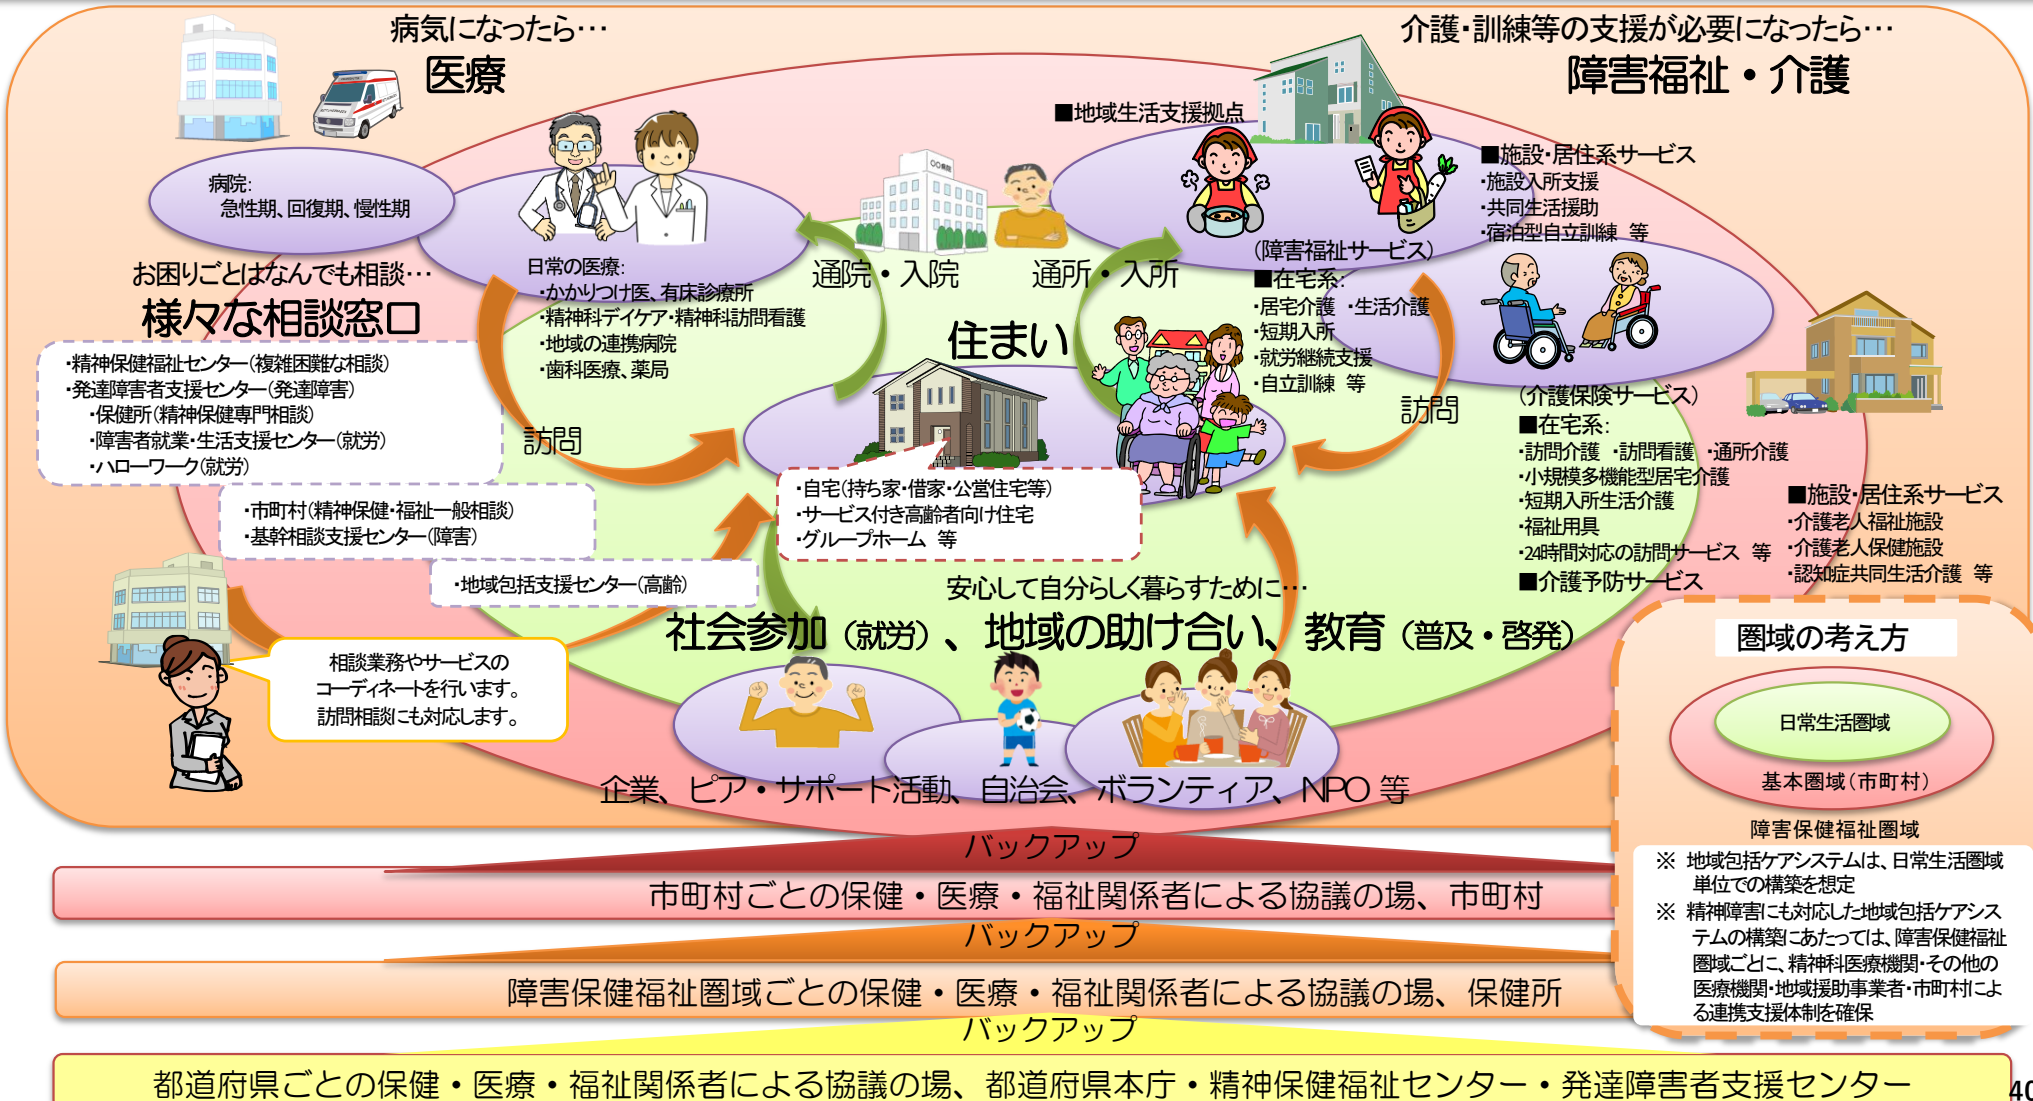 病気になったら…
医療
介護・訓練等の支援が必要になったら…
障害福祉・介護
病院:
急性期、回復期、慢性期
日常の医療:
・かかりつけ医、有床診療所
・精神科デイケア・精神科訪問看護
・地域の連携病院
・歯科医療、薬局
〇〇病院
通院・入院
通所・入所
■地域生活支援拠点
■施設・居住系サービス
・施設入所支援
・共同生活援助
・宿泊型自立訓練 等
(障害福祉サービス)
■在宅系:
・居宅介護 ・生活介護
・短期入所
・就労継続支援
・自立訓練 等
訪問
(介護保険サービス)
■在宅系:
・訪問介護 ・訪問看護 ・通所介護
・小規模多機能型居宅介護
・短期入所生活介護
・福祉用具
・24時間対応の訪問サービス 等
■介護予防サービス
■施設・居住系サービス
・介護老人福祉施設
・介護老人保健施設
・認知症共同生活介護 等
お困りごとはなんでも相談…
様々な相談窓口
・精神保健福祉センター(複雑困難な相談)
・発達障害者支援センター(発達障害)
・保健所(精神保健専門相談)
・障害者就業・生活支援センター(就労)
・ハローワーク(就労)
・市町村(精神保健・福祉一般相談)
・基幹相談支援センター(障害)
・地域包括支援センター(高齢)
訪問
住まい
・自宅(持ち家・借家・公営住宅等)
・サービス付き高齢者向け住宅
・グループホーム 等
相談業務やサービスの
コーディネートを行います。
訪問相談にも対応します。
安心して自分らしく暮らすために…
社会参加(就労)、地域の助け合い、教育(普及・啓発)
企業、ピア・サポート活動、自治会、ボランティア、NPO 等
圏域の考え方
日常生活圏域
基本圏域(市町村)
障害保健福祉圏域
※ 地域包括ケアシステムは、日常生活圏域
単位での構築を想定
※ 精神障害にも対応した地域包括ケアシス
テムの構築にあたっては、障害保健福祉
圏域ごとに、精神科医療機関・その他の
医療機関・地域援助事業者・市町村によ
る連携支援体制を確保
バックアップ
市町村ごとの保健・医療・福祉関係者による協議の場、市町村
バックアップ
障害保健福祉圏域ごとの保健・医療・福祉関係者による協議の場、保健所
バックアップ
都道府県ごとの保健・医療・福祉関係者による協議の場、都道府県本庁・精神保健福祉センター・発達障害者支援センター
40